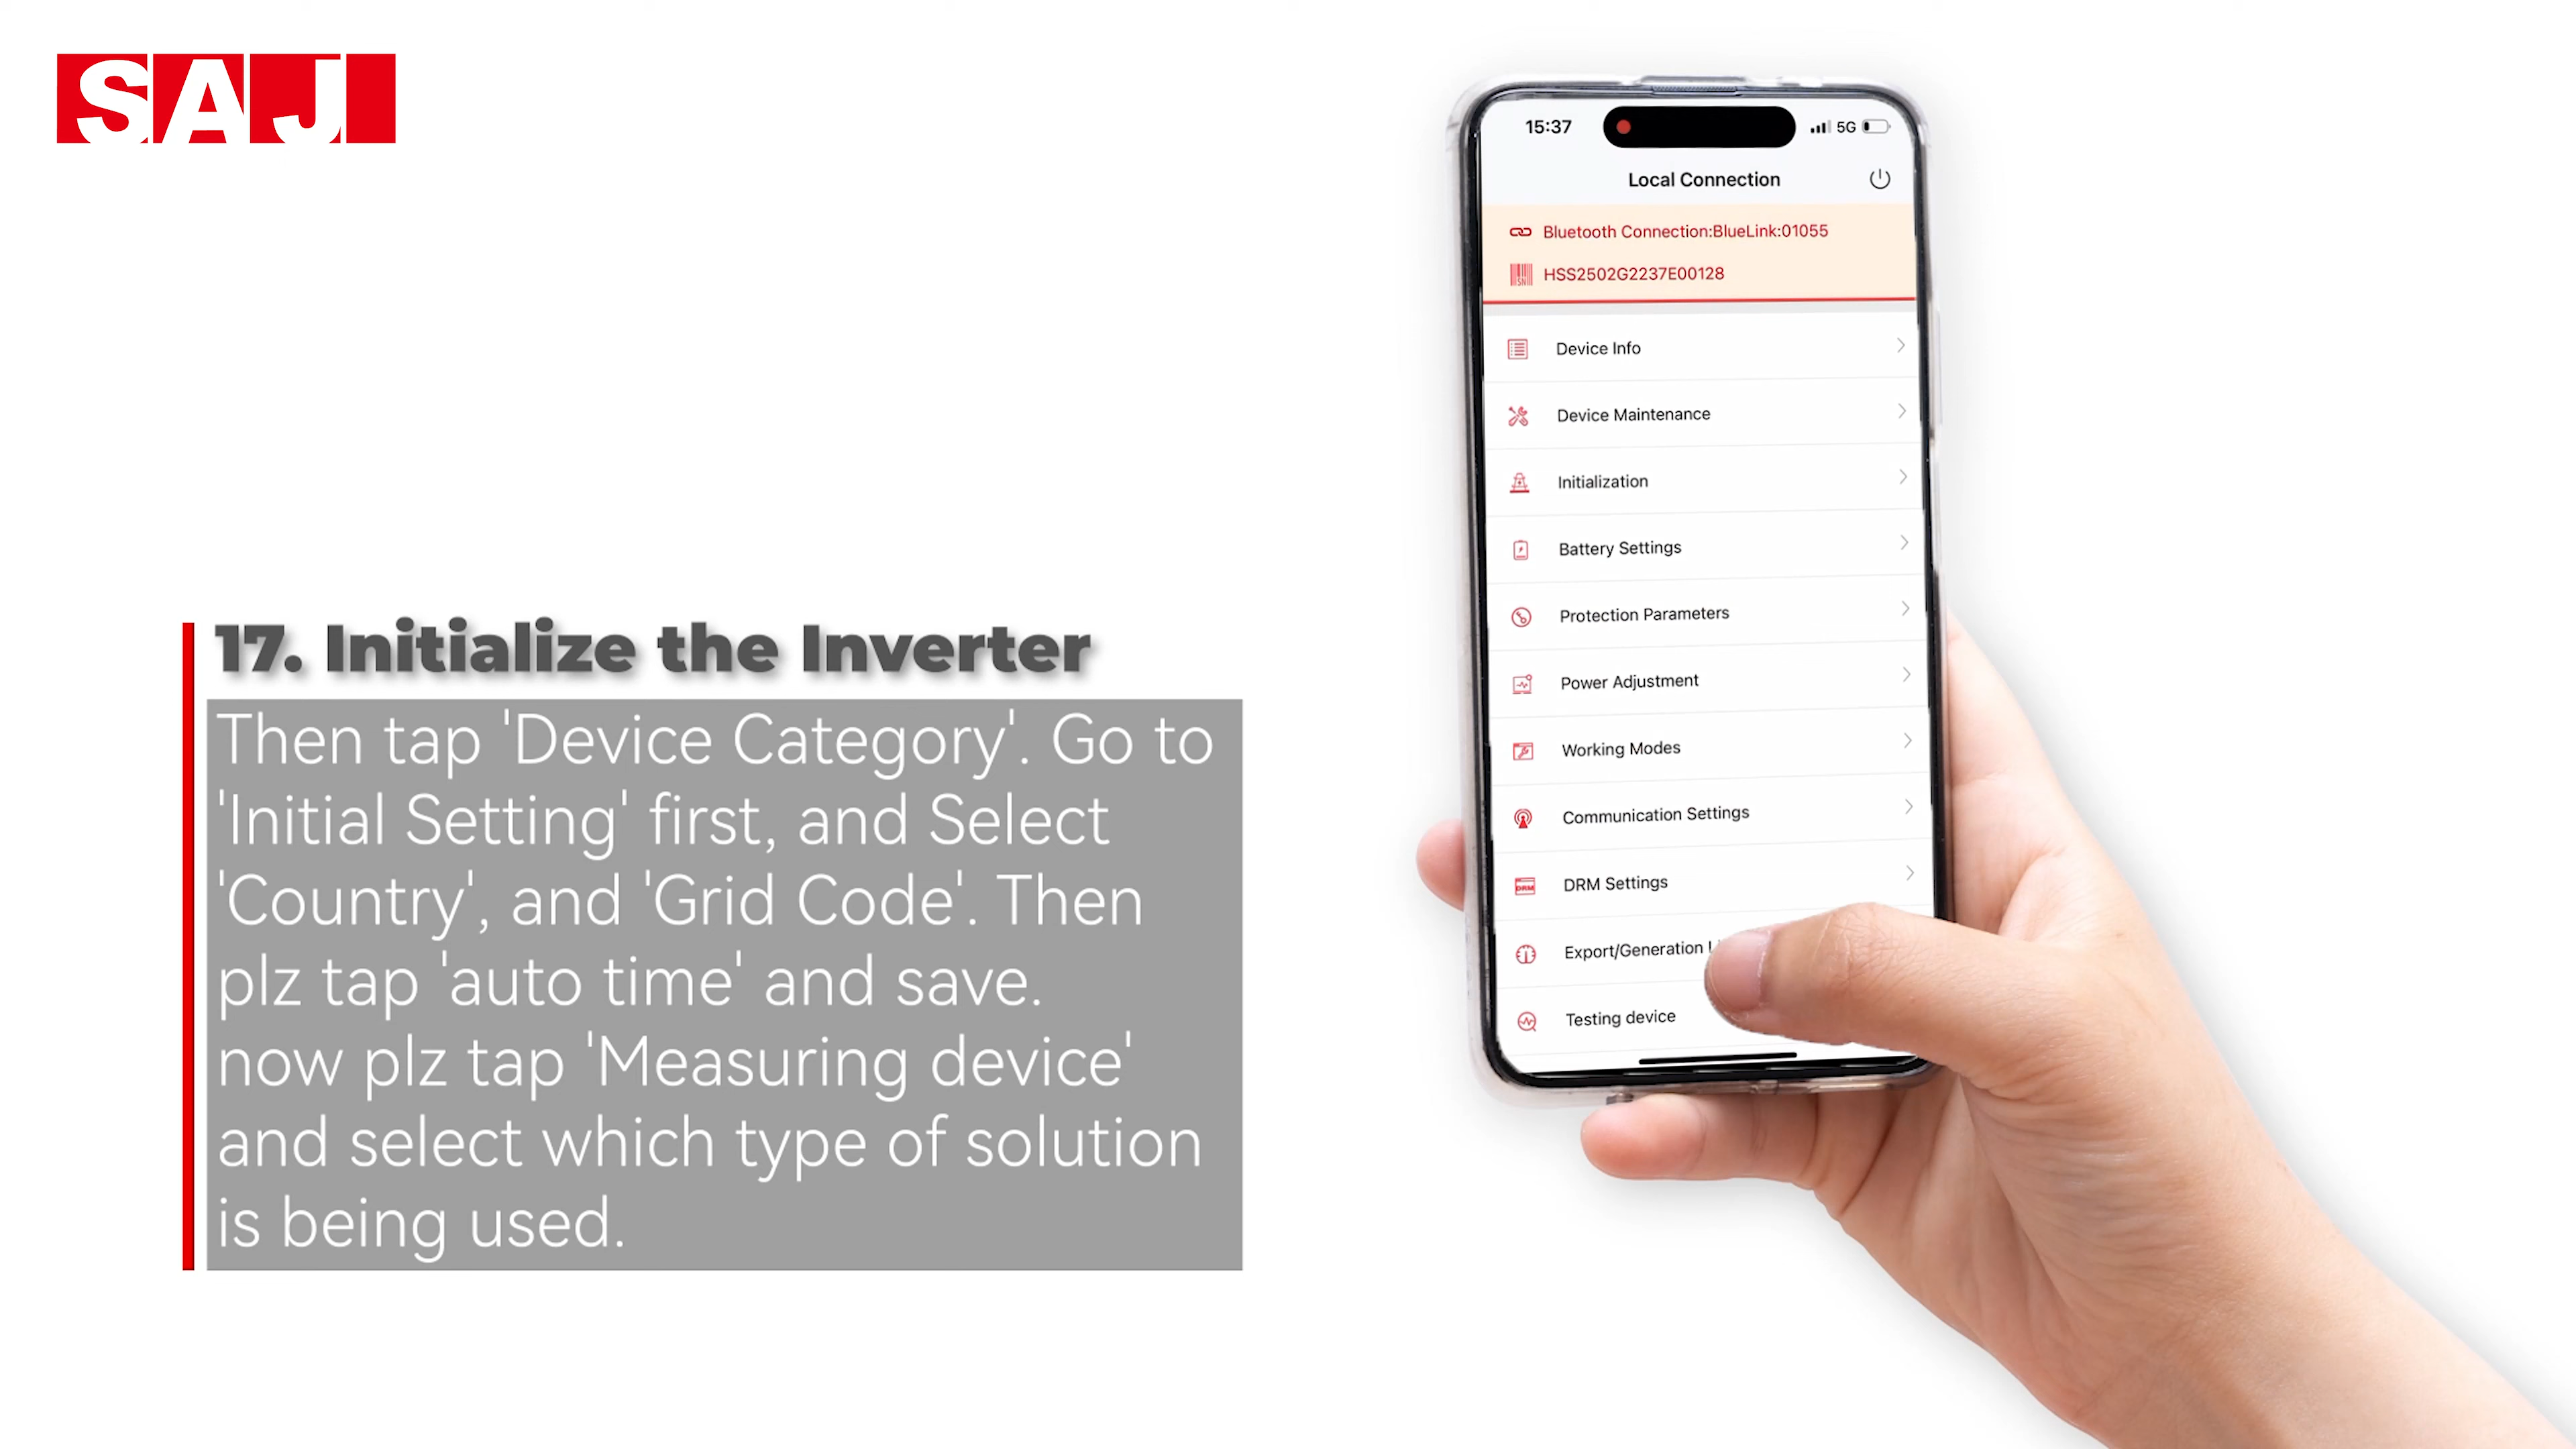 SAJ
17. Initialize the Inverter
Then tap 'Device Category'. Go to
'Initial Setting' first, and Select
'Country', and 'Grid Code'. Then
plz tap 'auto time' and save.
now plz tap 'Measuring device'
and select which type of solution
is being used.
15:37
5G
Local Connection
Bluetooth Connection:BlueLink:01055
SN
HSS2502G2237E00128
Device Info
Device Maintenance
Initialization
Battery Settings
Protection Parameters
Power Adjustment
Working Modes
Communication Settings
DRM
DRM Settings
Export/Generation
Testing device